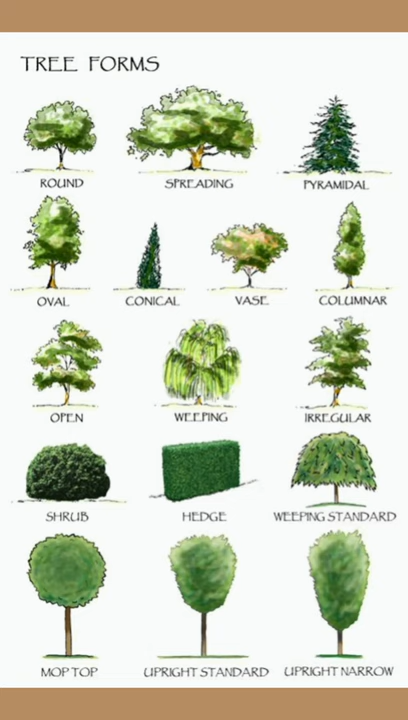 TREE FORMS
ROUND
SPREADING
PYRAMIDAL
OVAL
CONICAL
VASE
COLUMNAR
OPEN
WEEPING
IRREGULAR
SHRUB
HEDGE
WEEPING STANDARD
MOP TOP
UPRIGHT STANDARD
UPRIGHT NARROW